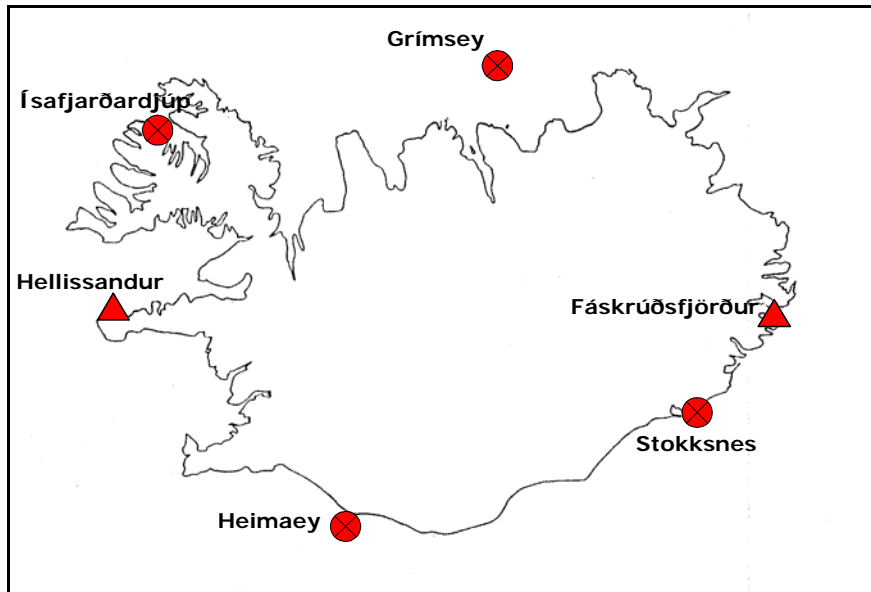 Grímsey
Ísafjarðardjúp
Hellissandur
Fáskrúðsfjörður
Stokksnes
Heimaey